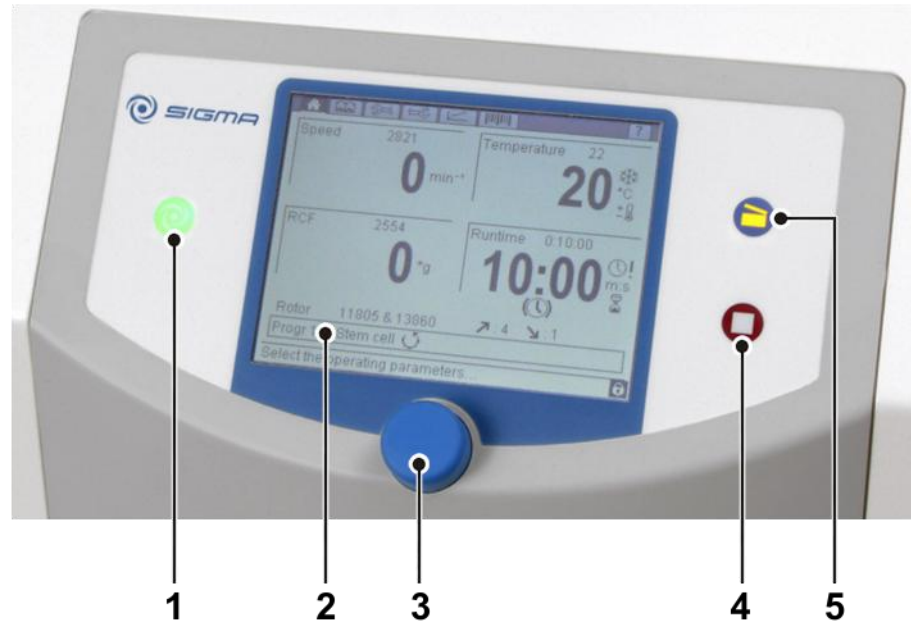 SIGMA
?
Speed 2821
0 min⁻¹
Temperature 22
20 °C
RCF 2554
0 *g
Runtime 0:10:00
10:00 m:s
Rotor 11805 & 13860 : 4 : 1
Progr Stem cell
Select the operating parameters...
1 2 3 4 5